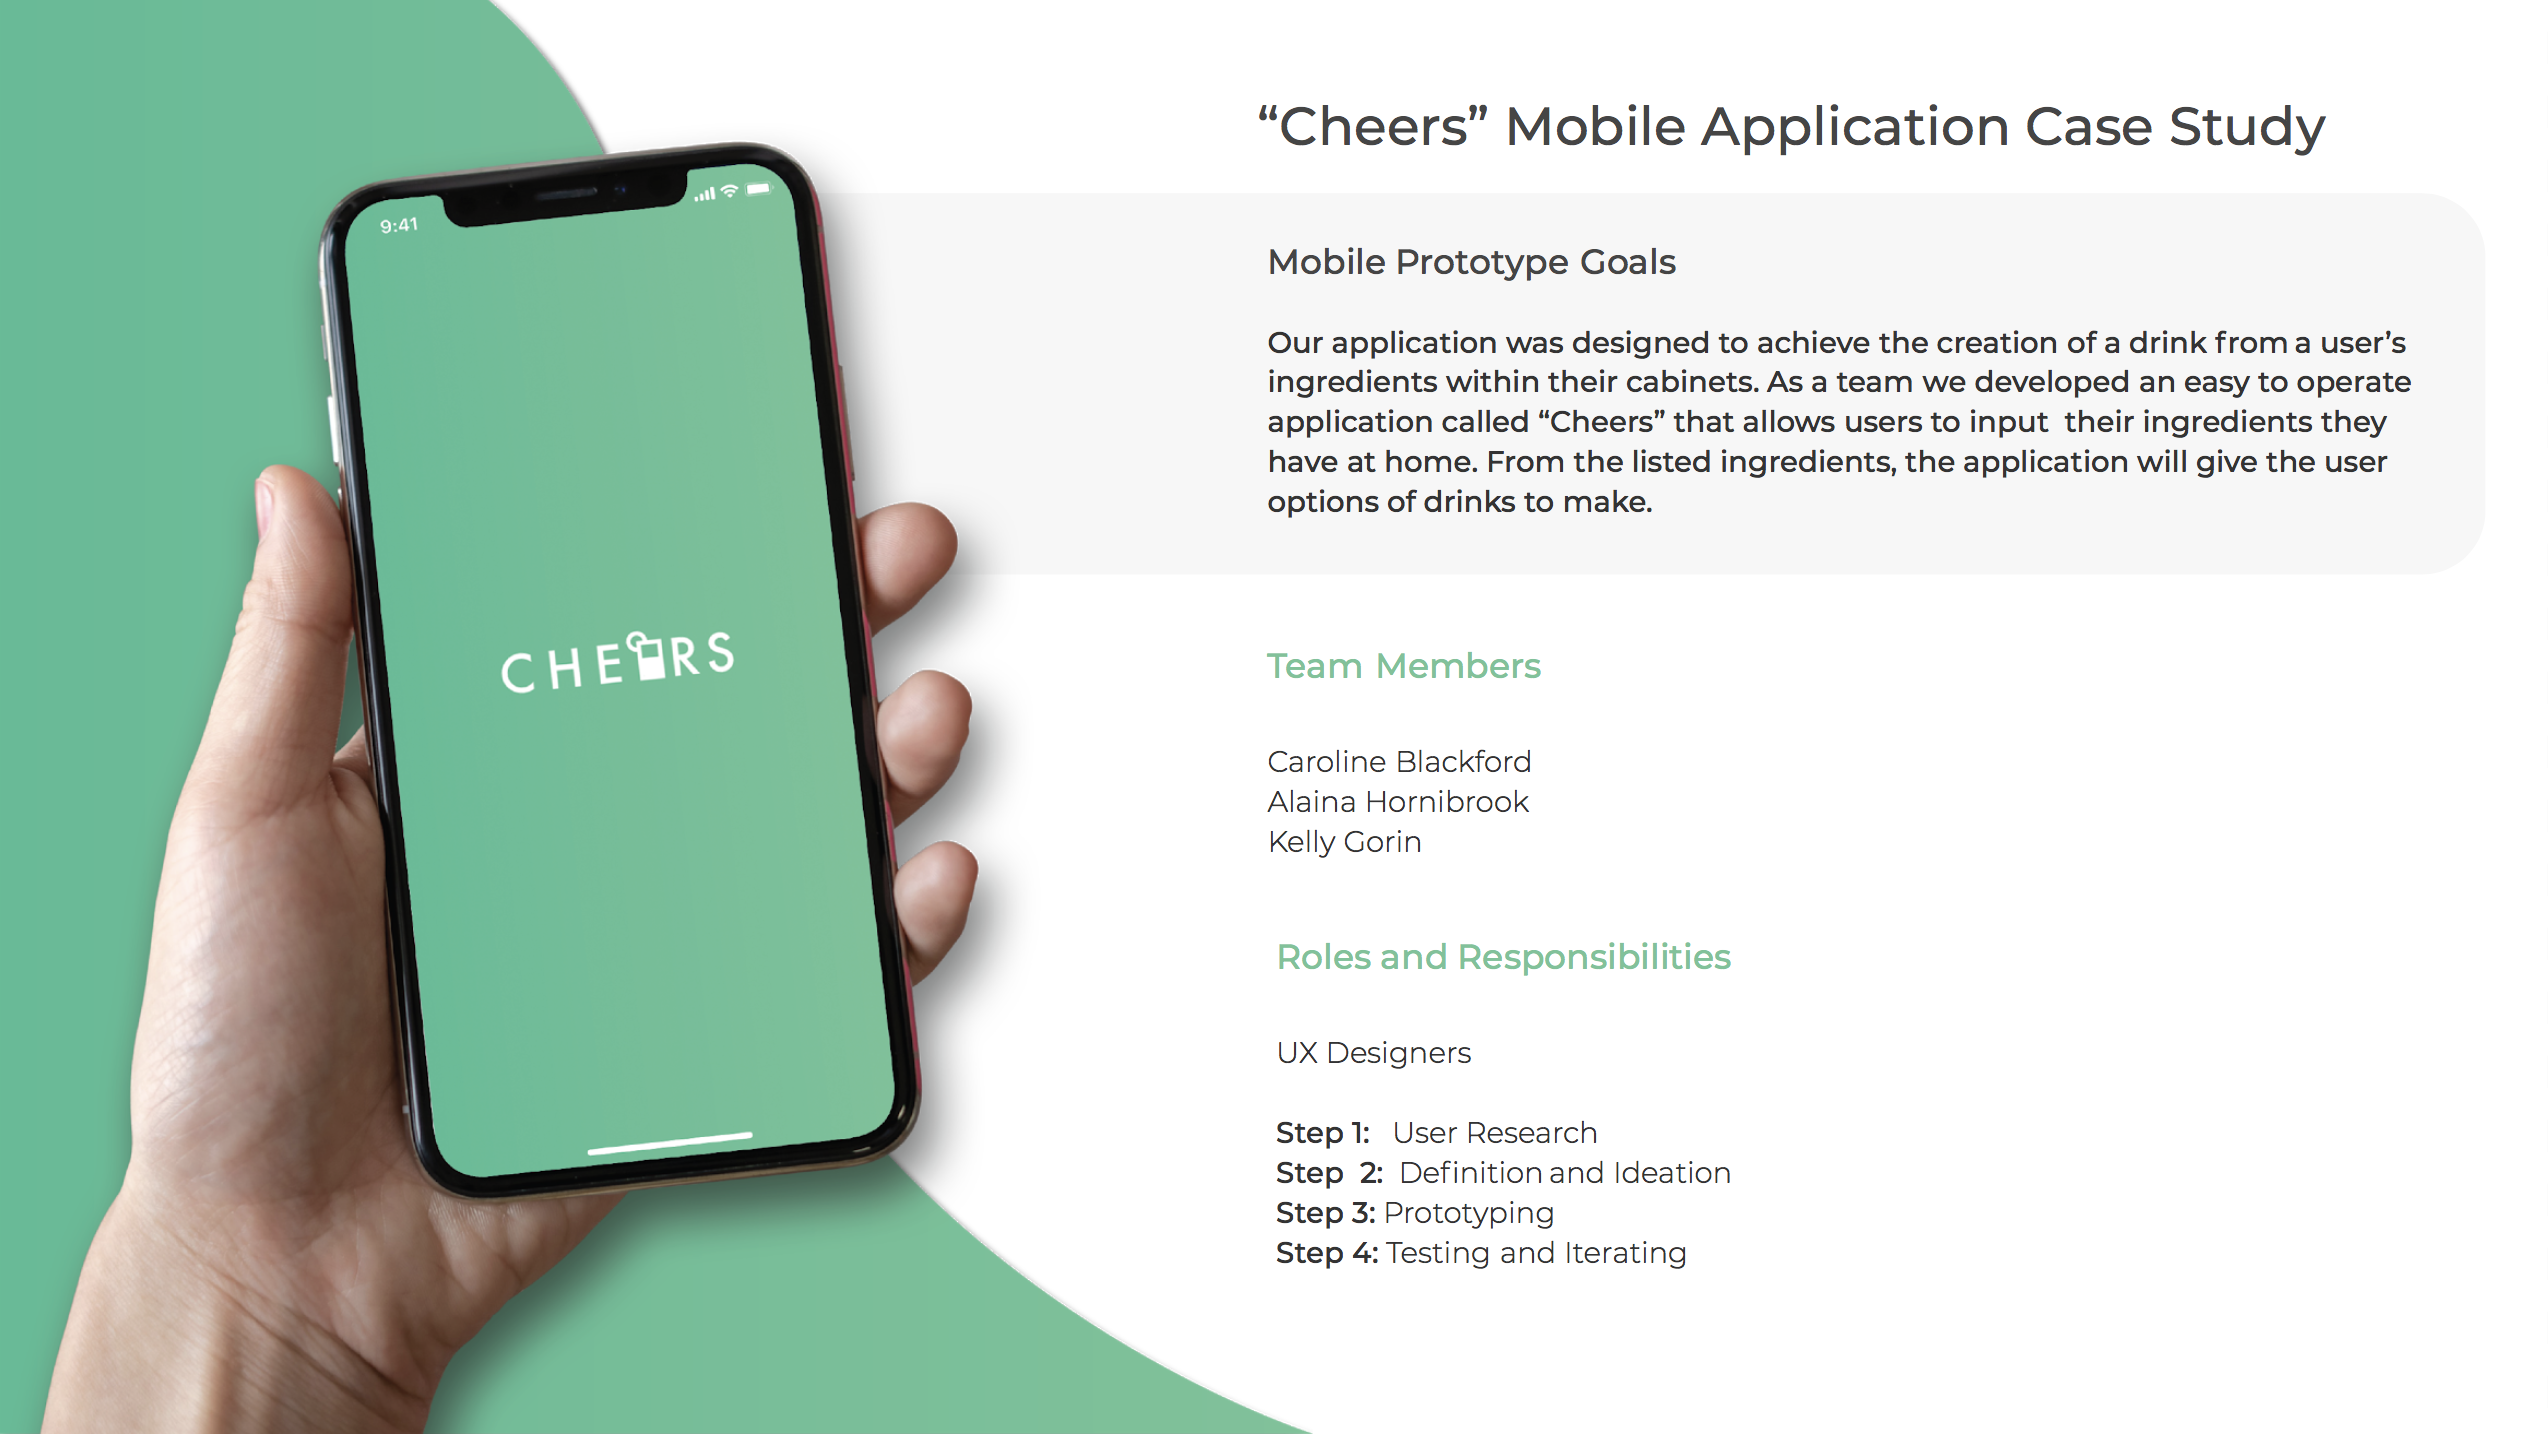 “Cheers” Mobile Application Case Study
9:41
CHEERS
Mobile Prototype Goals
Our application was designed to achieve the creation of a drink from a user’s
ingredients within their cabinets. As a team we developed an easy to operate
application called “Cheers” that allows users to input  their ingredients they
have at home. From the listed ingredients, the application will give the user
options of drinks to make.
Team Members
Caroline Blackford
Alaina Hornibrook
Kelly Gorin
Roles and Responsibilities
UX Designers
Step 1:  User Research
Step  2:  Definition and Ideation
Step 3: Prototyping
Step 4: Testing and Iterating